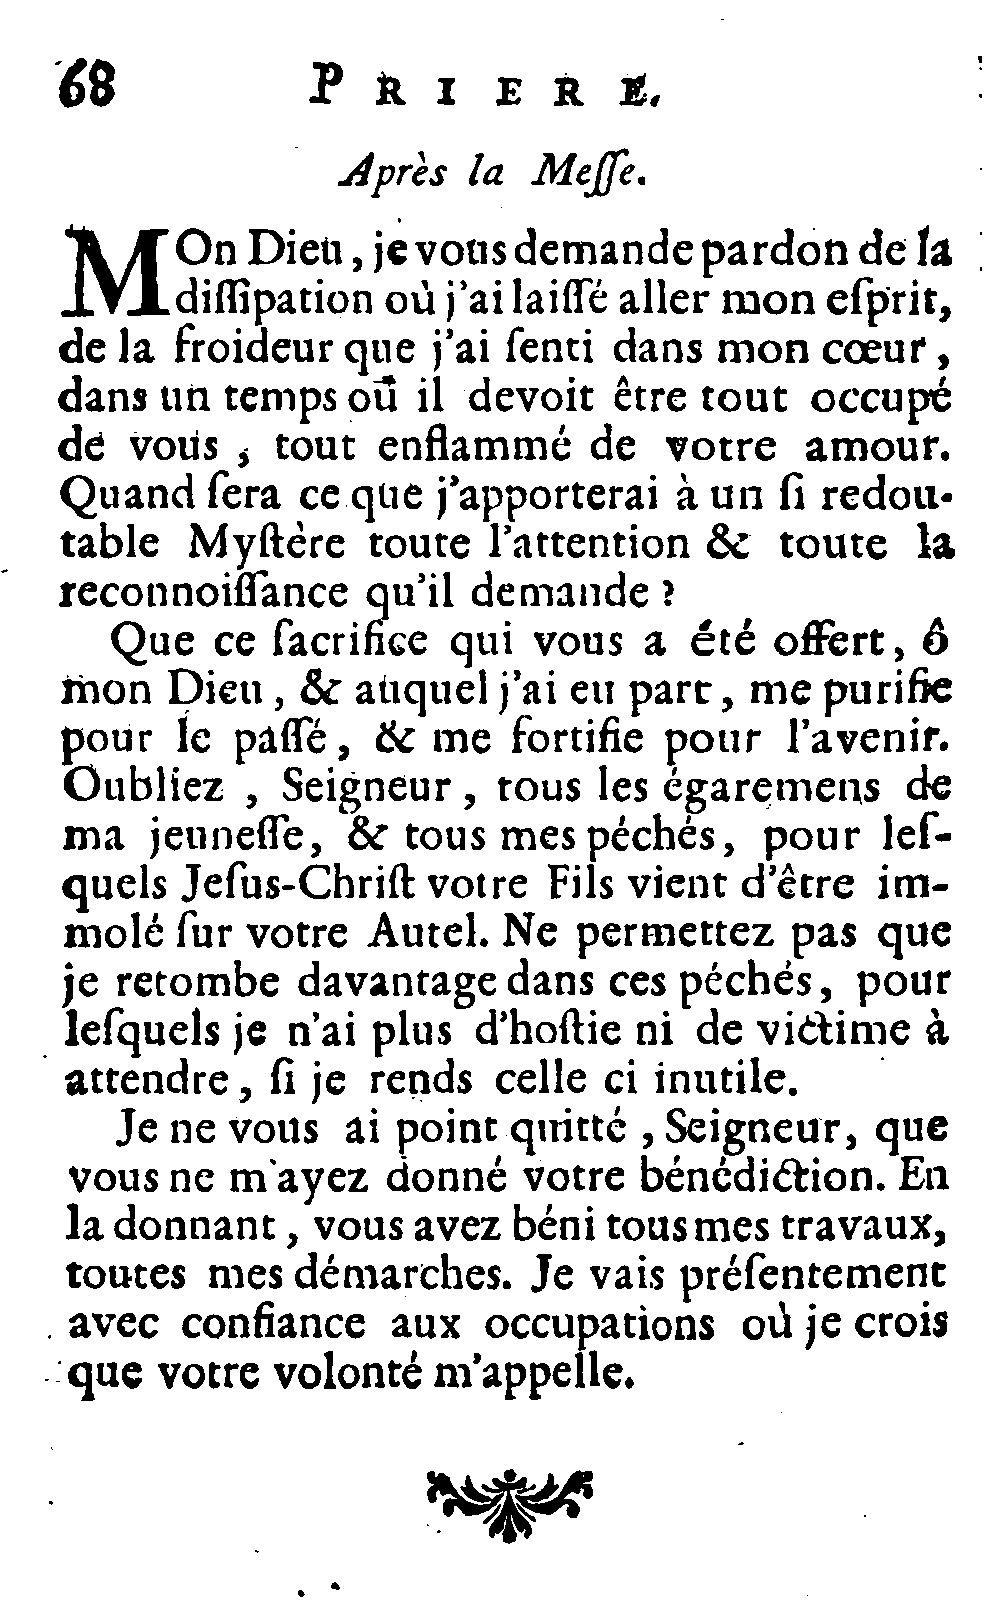 68 PRIERE.
Après la Meſſe.
MOn Dieu, je vous demande pardon de la
diſſipation où j'ai laiſſé aller mon eſprit,
de la froideur que j'ai ſenti dans mon cœur,
dans un temps où il devoit être tout occupé
de vous, tout enflammé de votre amour.
Quand ſera ce que j'apporterai à un ſi redou-
table Myſtère toute l'attention & toute la
reconnoiſſance qu'il demande?
Que ce ſacrifice qui vous a été offert, ô
mon Dieu, & auquel j'ai eu part, me purifie
pour le paſſé, & me fortifie pour l'avenir.
Oubliez, Seigneur, tous les égaremens de
ma jeuneſſe, & tous mes péchés, pour leſ-
quels Jeſus-Chriſt votre Fils vient d'être im-
molé ſur votre Autel. Ne permettez pas que
je retombe davantage dans ces péchés, pour
leſquels je n'ai plus d'hoſtie ni de victime à
attendre, ſi je rends celle ci inutile.
Je ne vous ai point quitté, Seigneur, que
vous ne m'ayez donné votre bénédiction. En
la donnant, vous avez béni tous mes travaux,
toutes mes démarches. Je vais préſentement
avec confiance aux occupations où je crois
que votre volonté m'appelle.